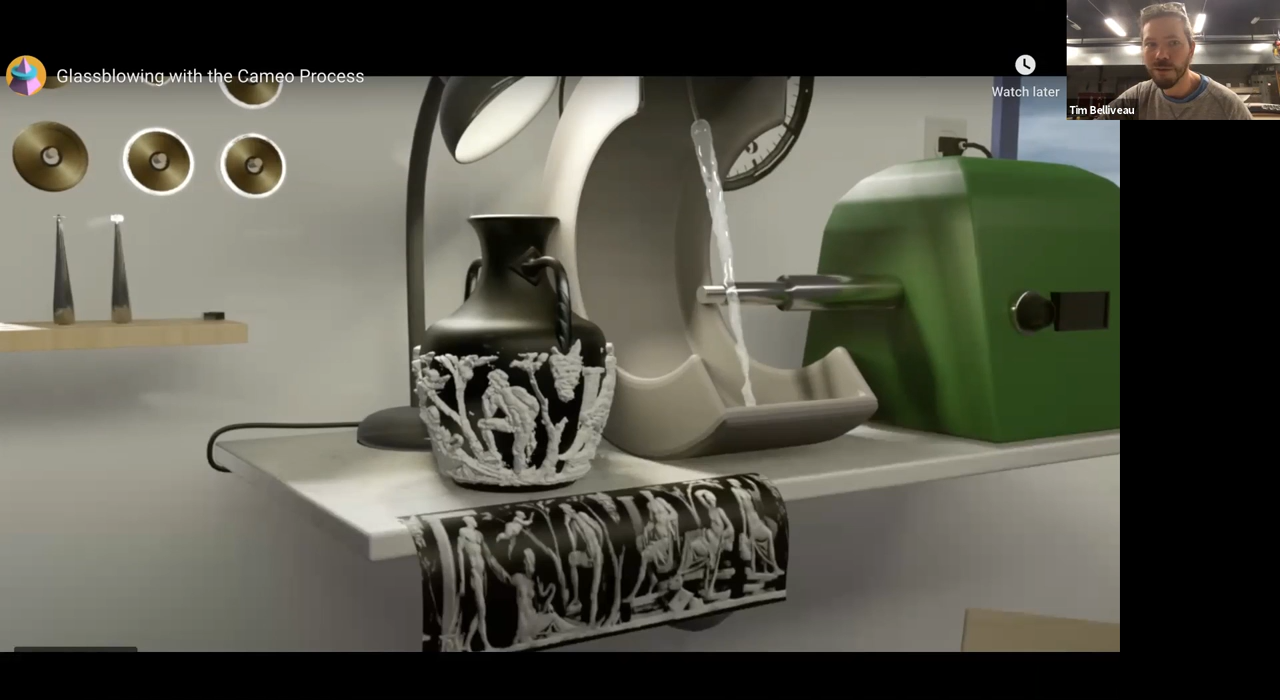 Glassblowing with the Cameo Process
Watch later
Tim Belliveau